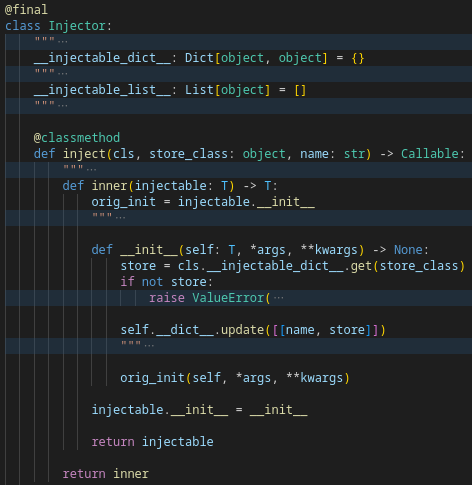 @final
class Injector:
    """…
    __injectable_dict__: Dict[object, object] = {}
    """…
    __injectable_list__: List[object] = []
    """…
    @classmethod
    def inject(cls, store_class: object, name: str) -> Callable:
        """…
        def inner(injectable: T) -> T:
            orig_init = injectable.__init__
            """…
            def __init__(self: T, *args, **kwargs) -> None:
                store = cls.__injectable_dict__.get(store_class)
                if not store:
                    raise ValueError(…
                self.__dict__.update([[name, store]])
                """…
                orig_init(self, *args, **kwargs)
            injectable.__init__ = __init__
            return injectable
        return inner